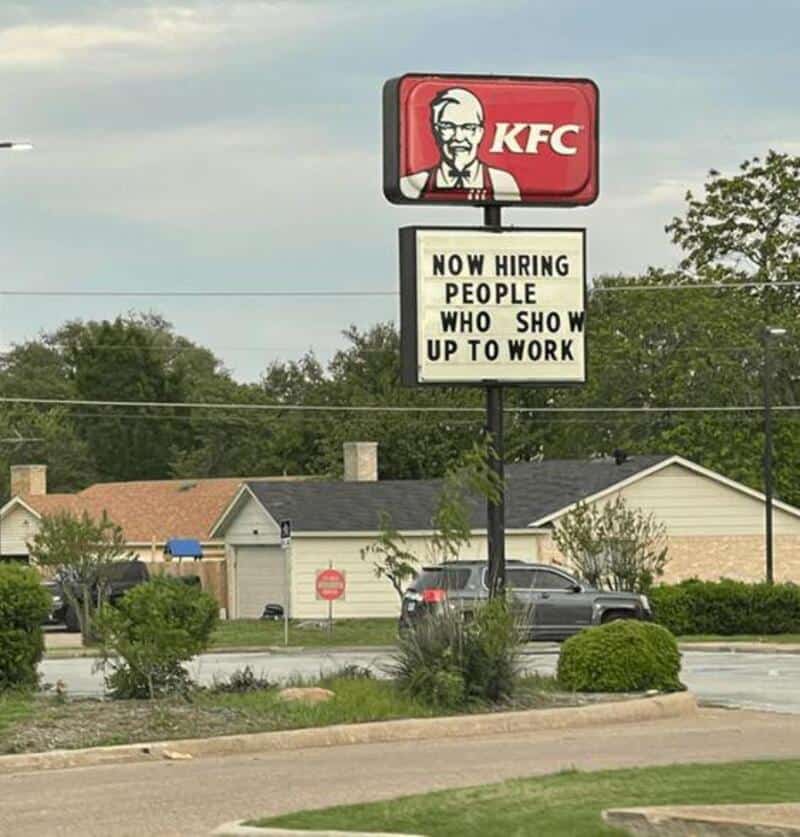 KFC
NOW HIRING
PEOPLE
WHO SHOW
UP TO WORK